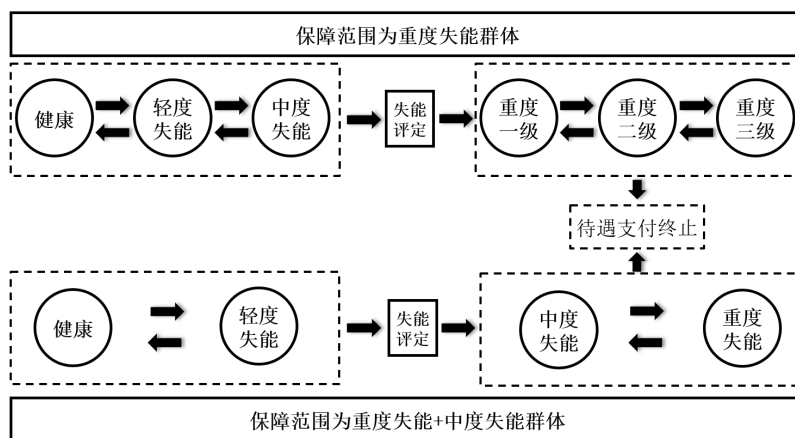 保障范围为重度失能群体
健康
轻度
失能
中度
失能
失能
评定
重度
一级
重度
二级
重度
三级
待遇支付终止
健康
轻度
失能
失能
评定
中度
失能
重度
失能
保障范围为重度失能+中度失能群体